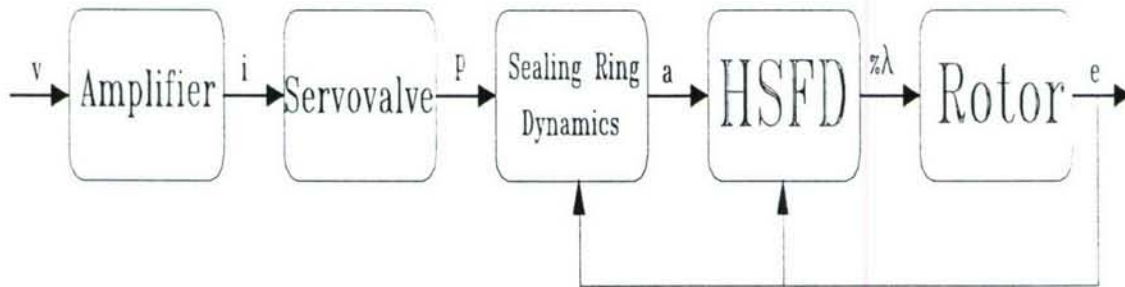 v
Amplifier
i
Servovalve
p
Sealing Ring
Dynamics
a
HSFD
%λ
Rotor
e